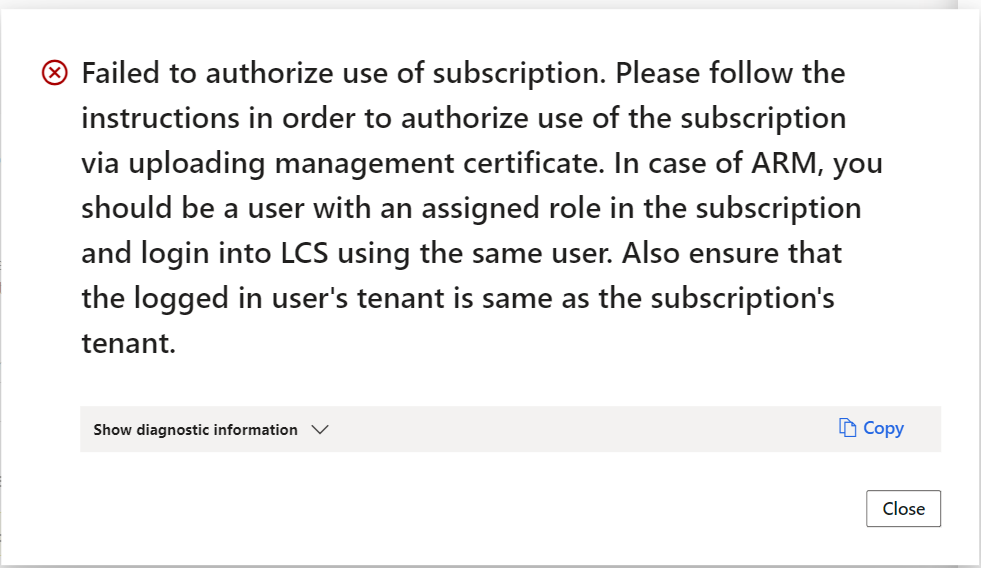 Failed to authorize use of subscription. Please follow the
instructions in order to authorize use of the subscription
via uploading management certificate. In case of ARM, you
should be a user with an assigned role in the subscription
and login into LCS using the same user. Also ensure that
the logged in user's tenant is same as the subscription's
tenant.
Show diagnostic information
Copy
Close